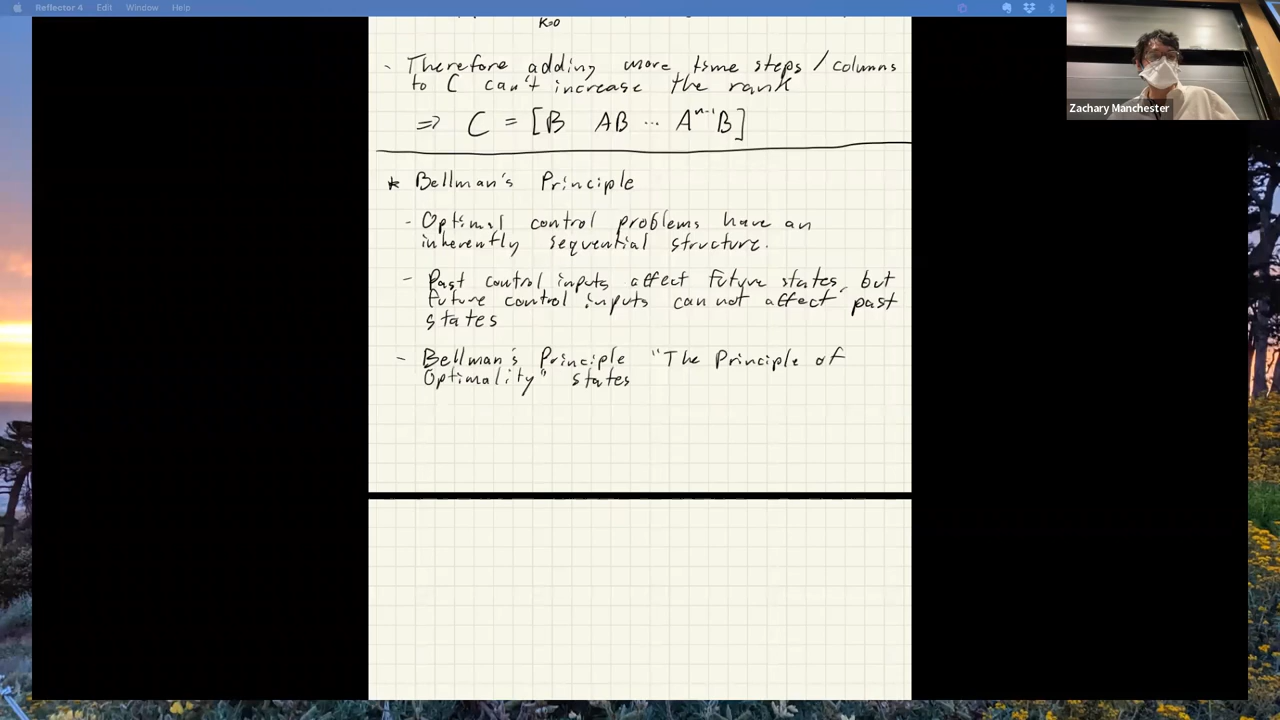 Reflector 4 Edit Window Help
k=0
- Therefore adding more time steps / columns
to C can't increase the rank
⇒ C = [B AB ... Aⁿ⁻¹B]
* Bellman's Principle
- Optimal control problems have an
inherently sequential structure.
- Past control inputs affect future states, but
future control inputs can not affect past
states
- Bellman's Principle "The Principle of
Optimality" states
Zachary Manchester